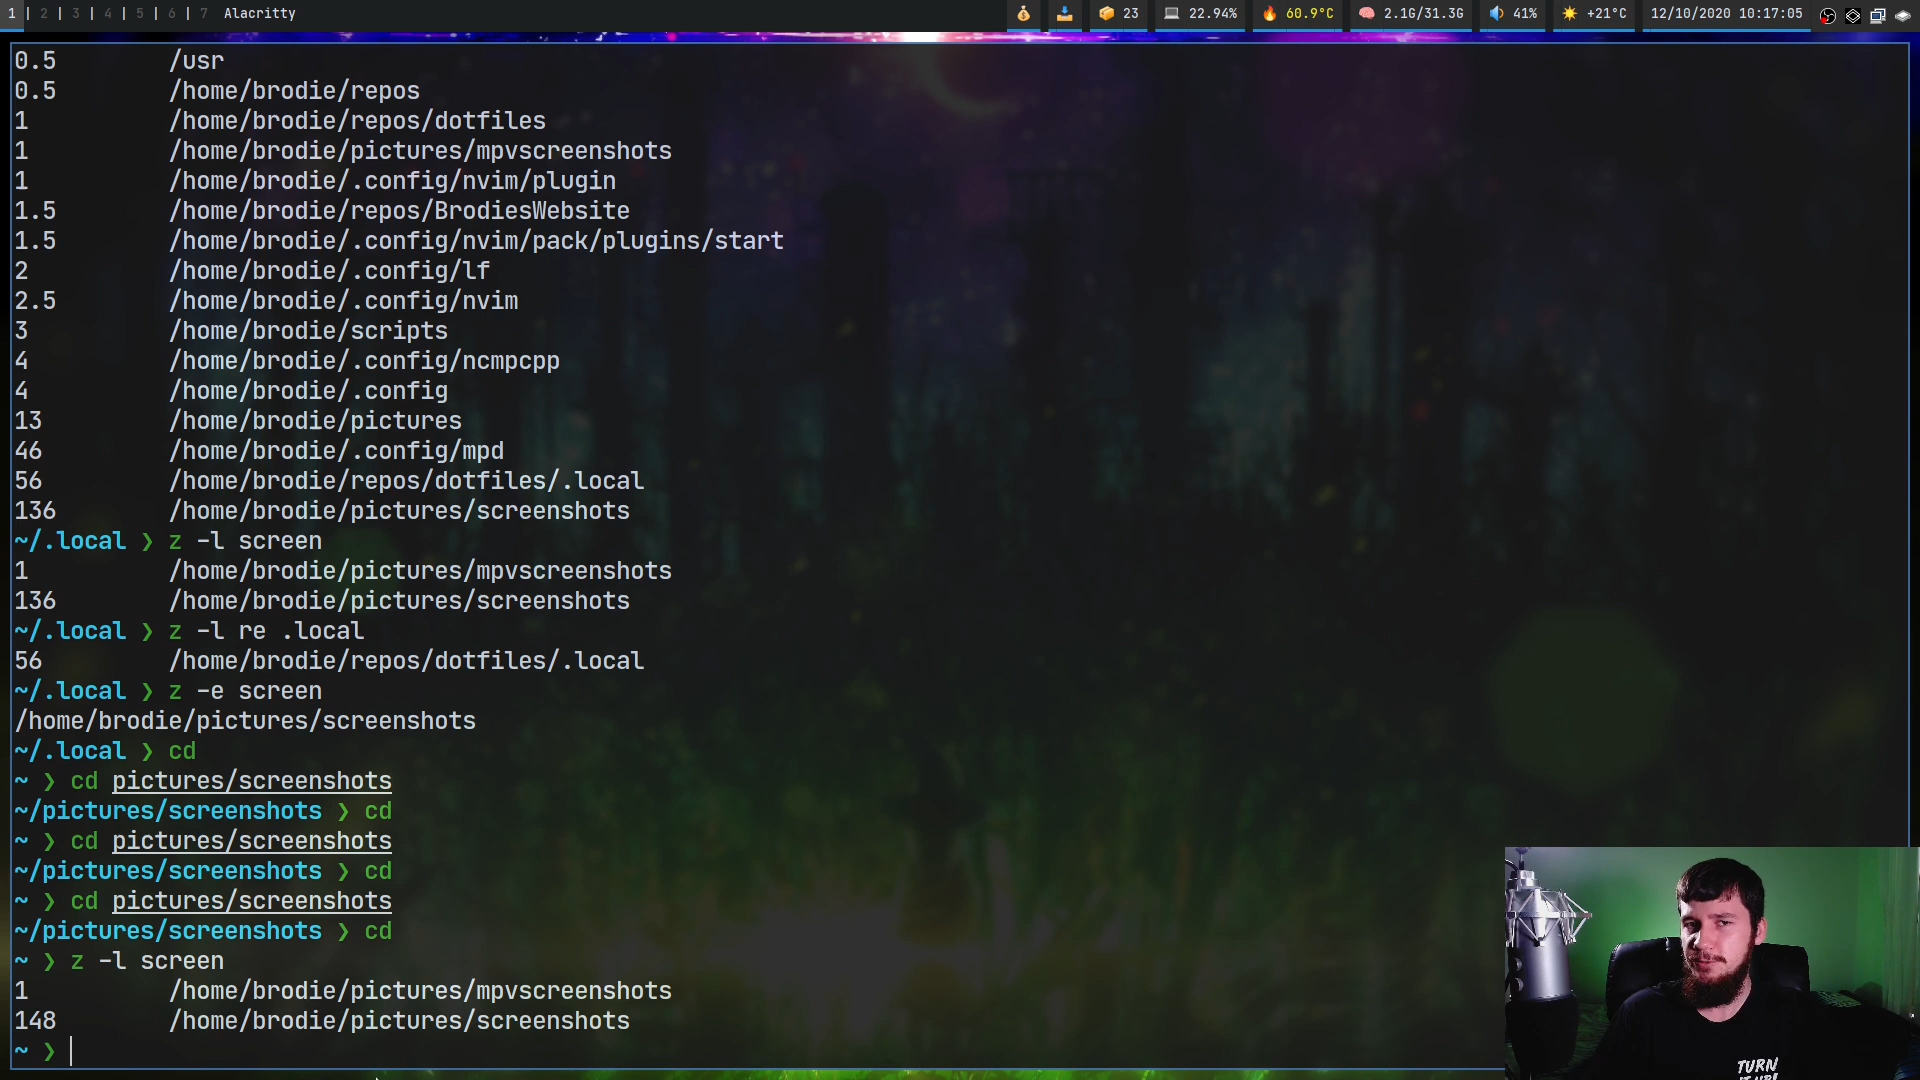 1 | 2 | 3 | 4 | 5 | 6 | 7 Alacritty 23 22.94% 60.9°C 2.1G/31.3G 41% +21°C 12/10/2020 10:17:05
0.5 /usr
0.5 /home/brodie/repos
1 /home/brodie/repos/dotfiles
1 /home/brodie/pictures/mpvscreenshots
1 /home/brodie/.config/nvim/plugin
1.5 /home/brodie/repos/BrodiesWebsite
1.5 /home/brodie/.config/nvim/pack/plugins/start
2 /home/brodie/.config/lf
2.5 /home/brodie/.config/nvim
3 /home/brodie/scripts
4 /home/brodie/.config/ncmpcpp
4 /home/brodie/.config
13 /home/brodie/pictures
46 /home/brodie/.config/mpd
56 /home/brodie/repos/dotfiles/.local
136 /home/brodie/pictures/screenshots
~/.local ❯ z -l screen
1 /home/brodie/pictures/mpvscreenshots
136 /home/brodie/pictures/screenshots
~/.local ❯ z -l re .local
56 /home/brodie/repos/dotfiles/.local
~/.local ❯ z -e screen
/home/brodie/pictures/screenshots
~/.local ❯ cd
~ ❯ cd pictures/screenshots
~/pictures/screenshots ❯ cd
~ ❯ cd pictures/screenshots
~/pictures/screenshots ❯ cd
~ ❯ cd pictures/screenshots
~/pictures/screenshots ❯ cd
~ ❯ z -l screen
1 /home/brodie/pictures/mpvscreenshots
148 /home/brodie/pictures/screenshots
~ ❯
TURN